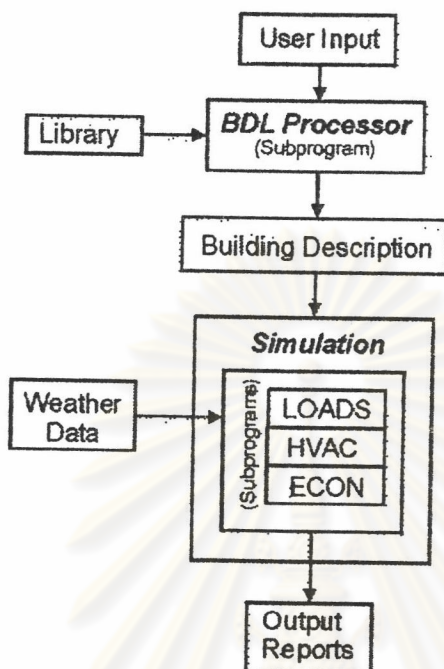 User Input
Library
BDL Processor
(Subprogram)
Building Description
Simulation
Weather
Data
(Subprograms)
LOADS
HVAC
ECON
Output
Reports